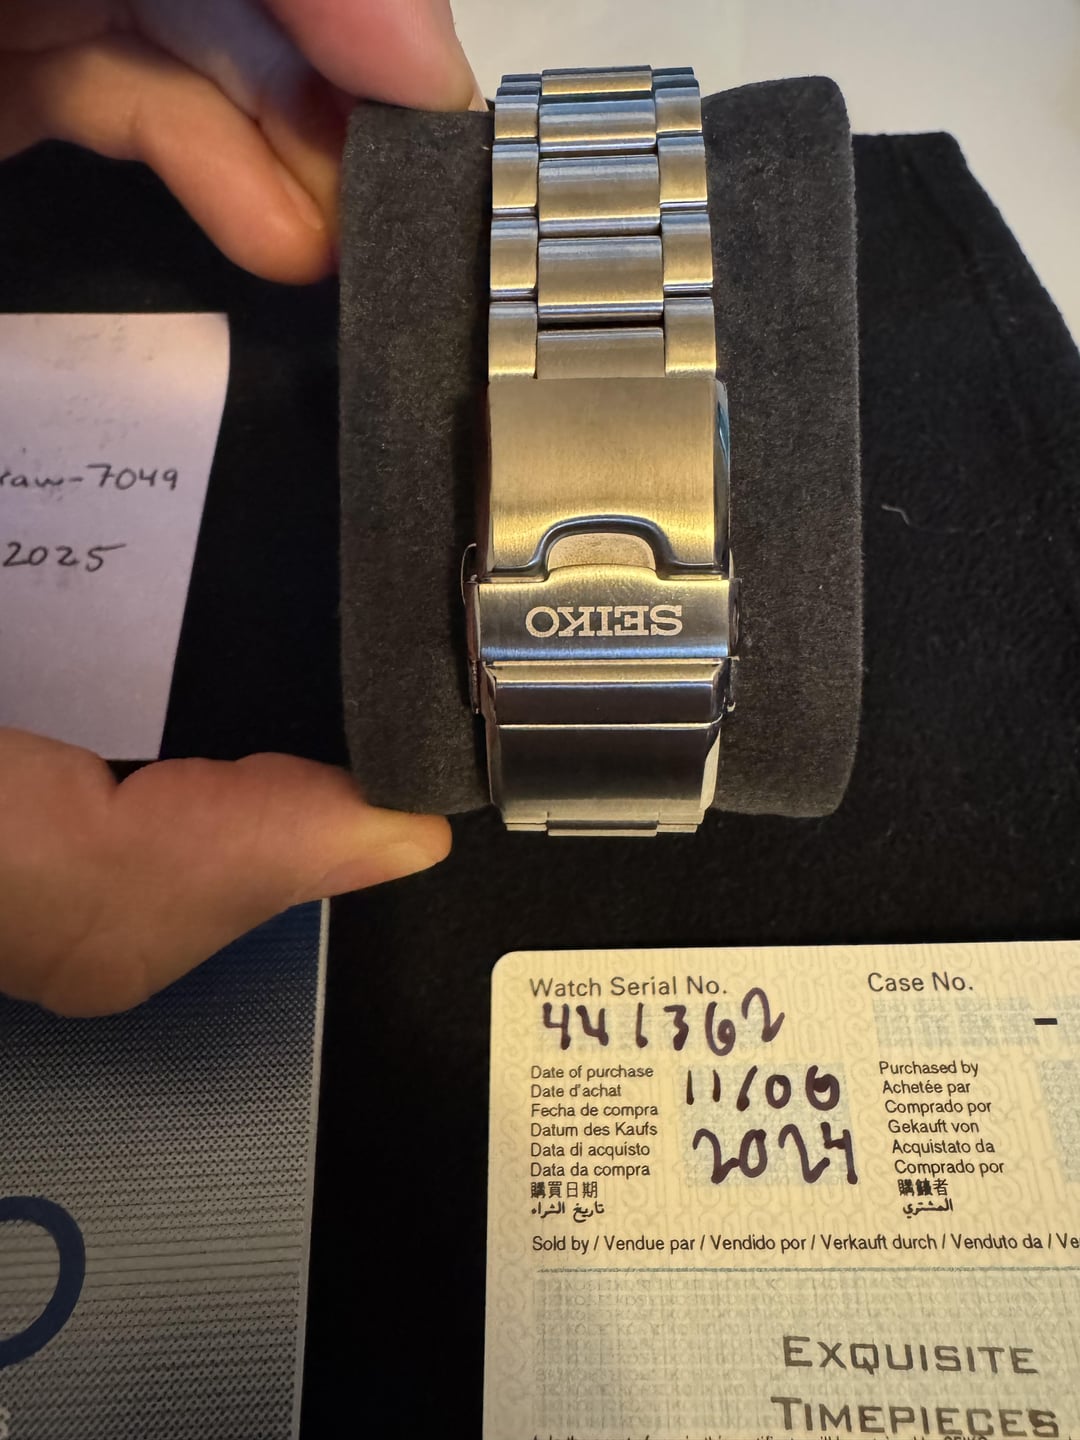 raw-7049
2025
SEIKO
Watch Serial No.
Case No.
441362
-
Date of purchase
Date d'achat
Fecha de compra
Datum des Kaufs
Data di acquisto
Data da compra
購買日期
تاريخ الشراء
11/06
2024
Purchased by
Achetée par
Comprado por
Gekauft von
Acquistato da
Comprado por
購買者
المشتري
Sold by / Vendue par / Vendido por / Verkauft durch / Venduto da / Ve
EXQUISITE
TIMEPIECES